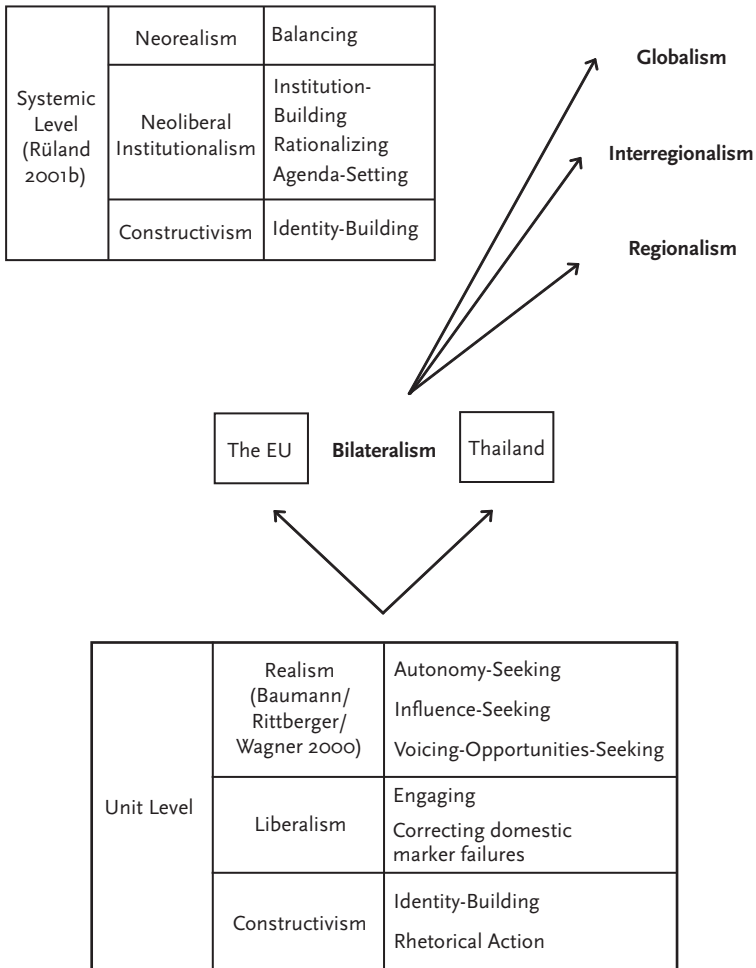 Systemic
Level
(Rüland
2001b)
Neorealism
Balancing
Neoliberal
Institutionalism
Institution-
Building
Rationalizing
Agenda-Setting
Constructivism
Identity-Building
Globalism
Interregionalism
Regionalism
The EU
Bilateralism
Thailand
Unit Level
Realism
(Baumann/
Rittberger/
Wagner 2000)
Autonomy-Seeking
Influence-Seeking
Voicing-Opportunities-Seeking
Liberalism
Engaging
Correcting domestic
marker failures
Constructivism
Identity-Building
Rhetorical Action